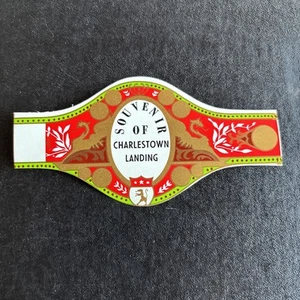 SOUVENIR
OF
CHARLESTOWN
LANDING